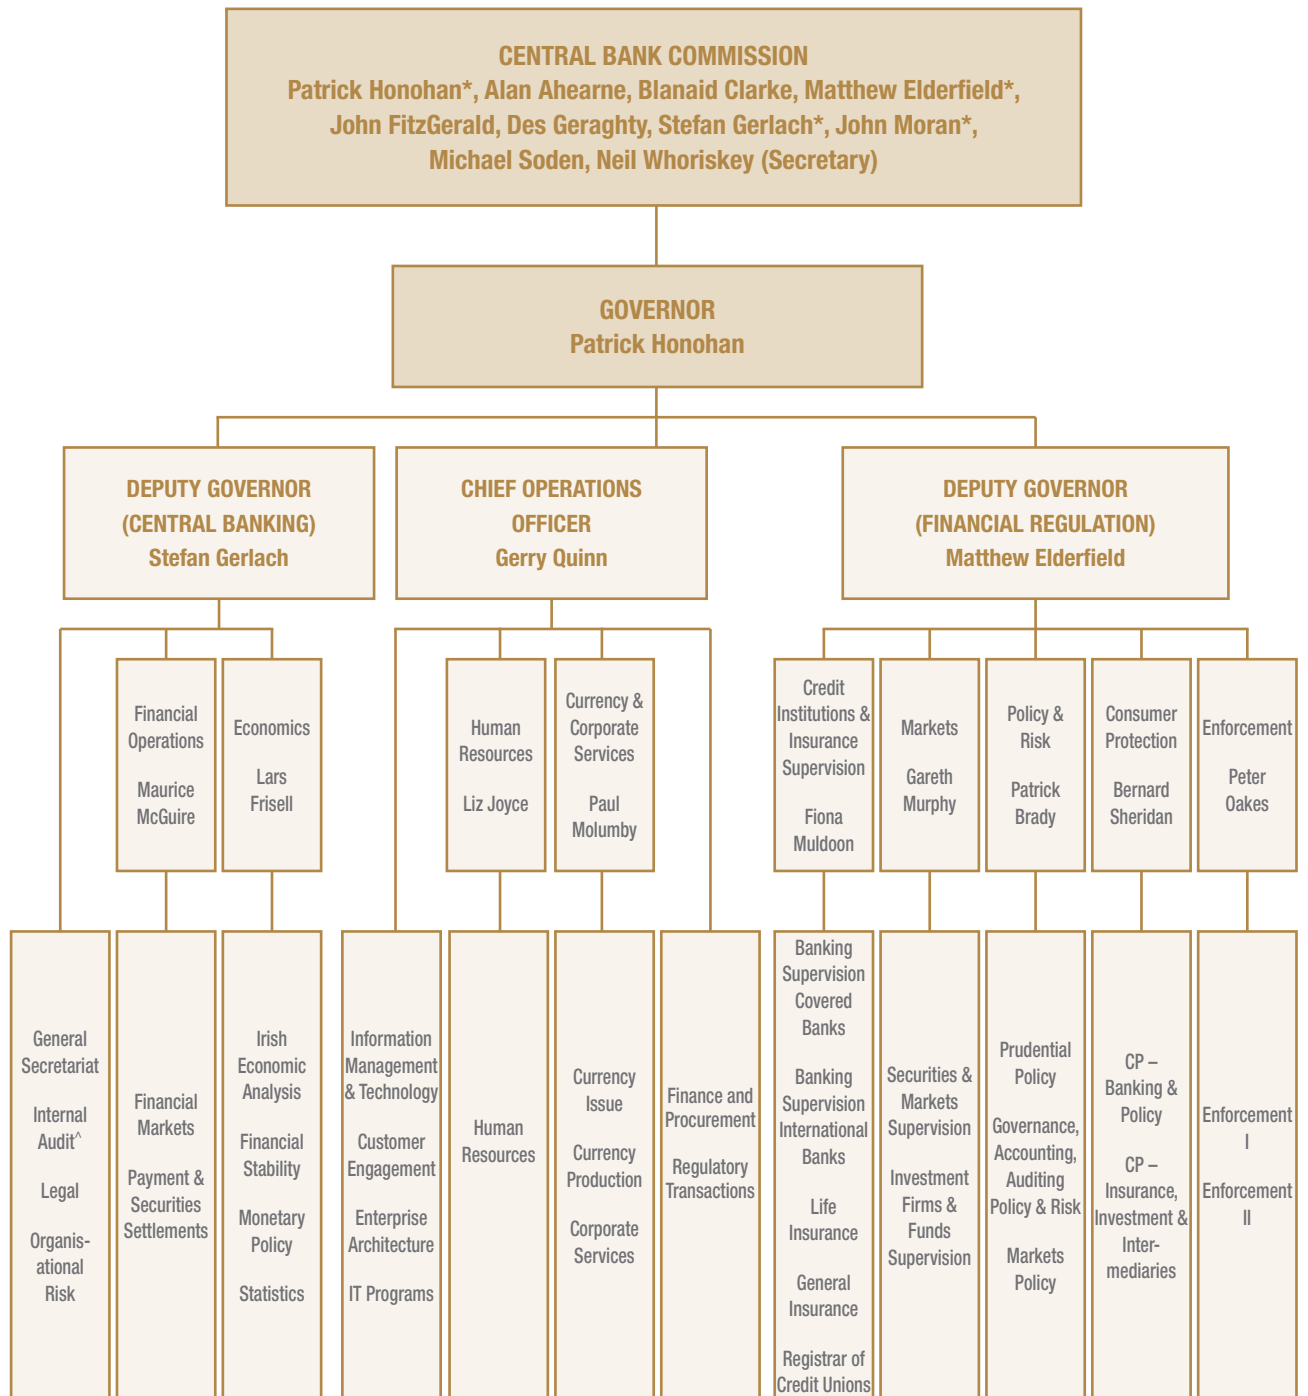 CENTRAL BANK COMMISSION
Patrick Honohan*, Alan Ahearne, Blanaid Clarke, Matthew Elderfield*,
John FitzGerald, Des Geraghty, Stefan Gerlach*, John Moran*,
Michael Soden, Neil Whoriskey (Secretary)
GOVERNOR
Patrick Honohan
DEPUTY GOVERNOR
(CENTRAL BANKING)
Stefan Gerlach
CHIEF OPERATIONS
OFFICER
Gerry Quinn
DEPUTY GOVERNOR
(FINANCIAL REGULATION)
Matthew Elderfield
Financial
Operations
Maurice
McGuire
Economics
Lars
Frisell
Human
Resources
Liz Joyce
Currency &
Corporate
Services
Paul
Molumby
Credit
Institutions &
Insurance
Supervision
Fiona
Muldoon
Markets
Gareth
Murphy
Policy &
Risk
Patrick
Brady
Consumer
Protection
Bernard
Sheridan
Enforcement
Peter
Oakes
General
Secretariat
Internal
Audit^
Legal
Organis-
ational
Risk
Financial
Markets
Payment &
Securities
Settlements
Irish
Economic
Analysis
Financial
Stability
Monetary
Policy
Statistics
Information
Management
& Technology
Customer
Engagement
Enterprise
Architecture
IT Programs
Human
Resources
Currency
Issue
Currency
Production
Corporate
Services
Finance and
Procurement
Regulatory
Transactions
Banking
Supervision
Covered
Banks
Banking
Supervision
International
Banks
Life
Insurance
General
Insurance
Registrar of
Credit Unions
Securities &
Markets
Supervision
Investment
Firms &
Funds
Supervision
Prudential
Policy
Governance,
Accounting,
Auditing
Policy & Risk
Markets
Policy
CP –
Banking &
Policy
CP –
Insurance,
Investment &
Inter-
mediaries
Enforcement
I
Enforcement
II